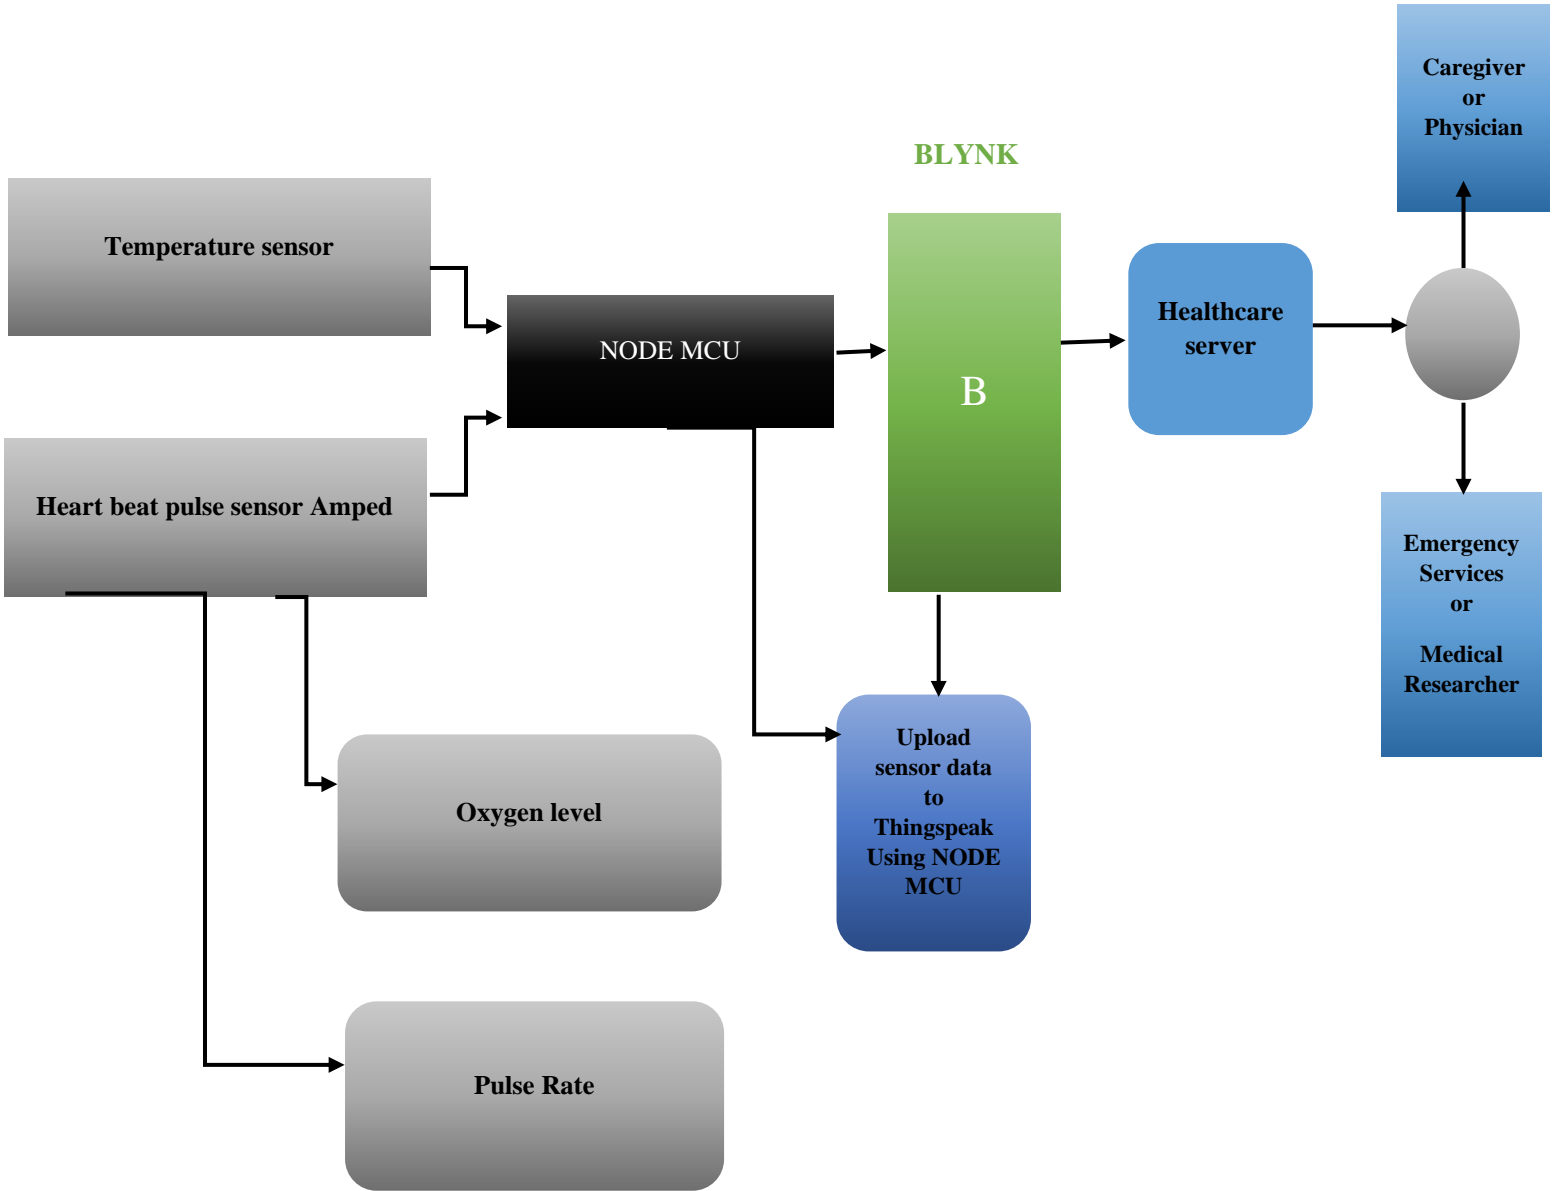 Caregiver
or
Physician
BLYNK
Temperature sensor
NODE MCU
B
Healthcare
server
Heart beat pulse sensor Amped
Emergency
Services
or
Medical
Researcher
Upload
sensor data
to
Thingspeak
Using NODE
MCU
Oxygen level
Pulse Rate